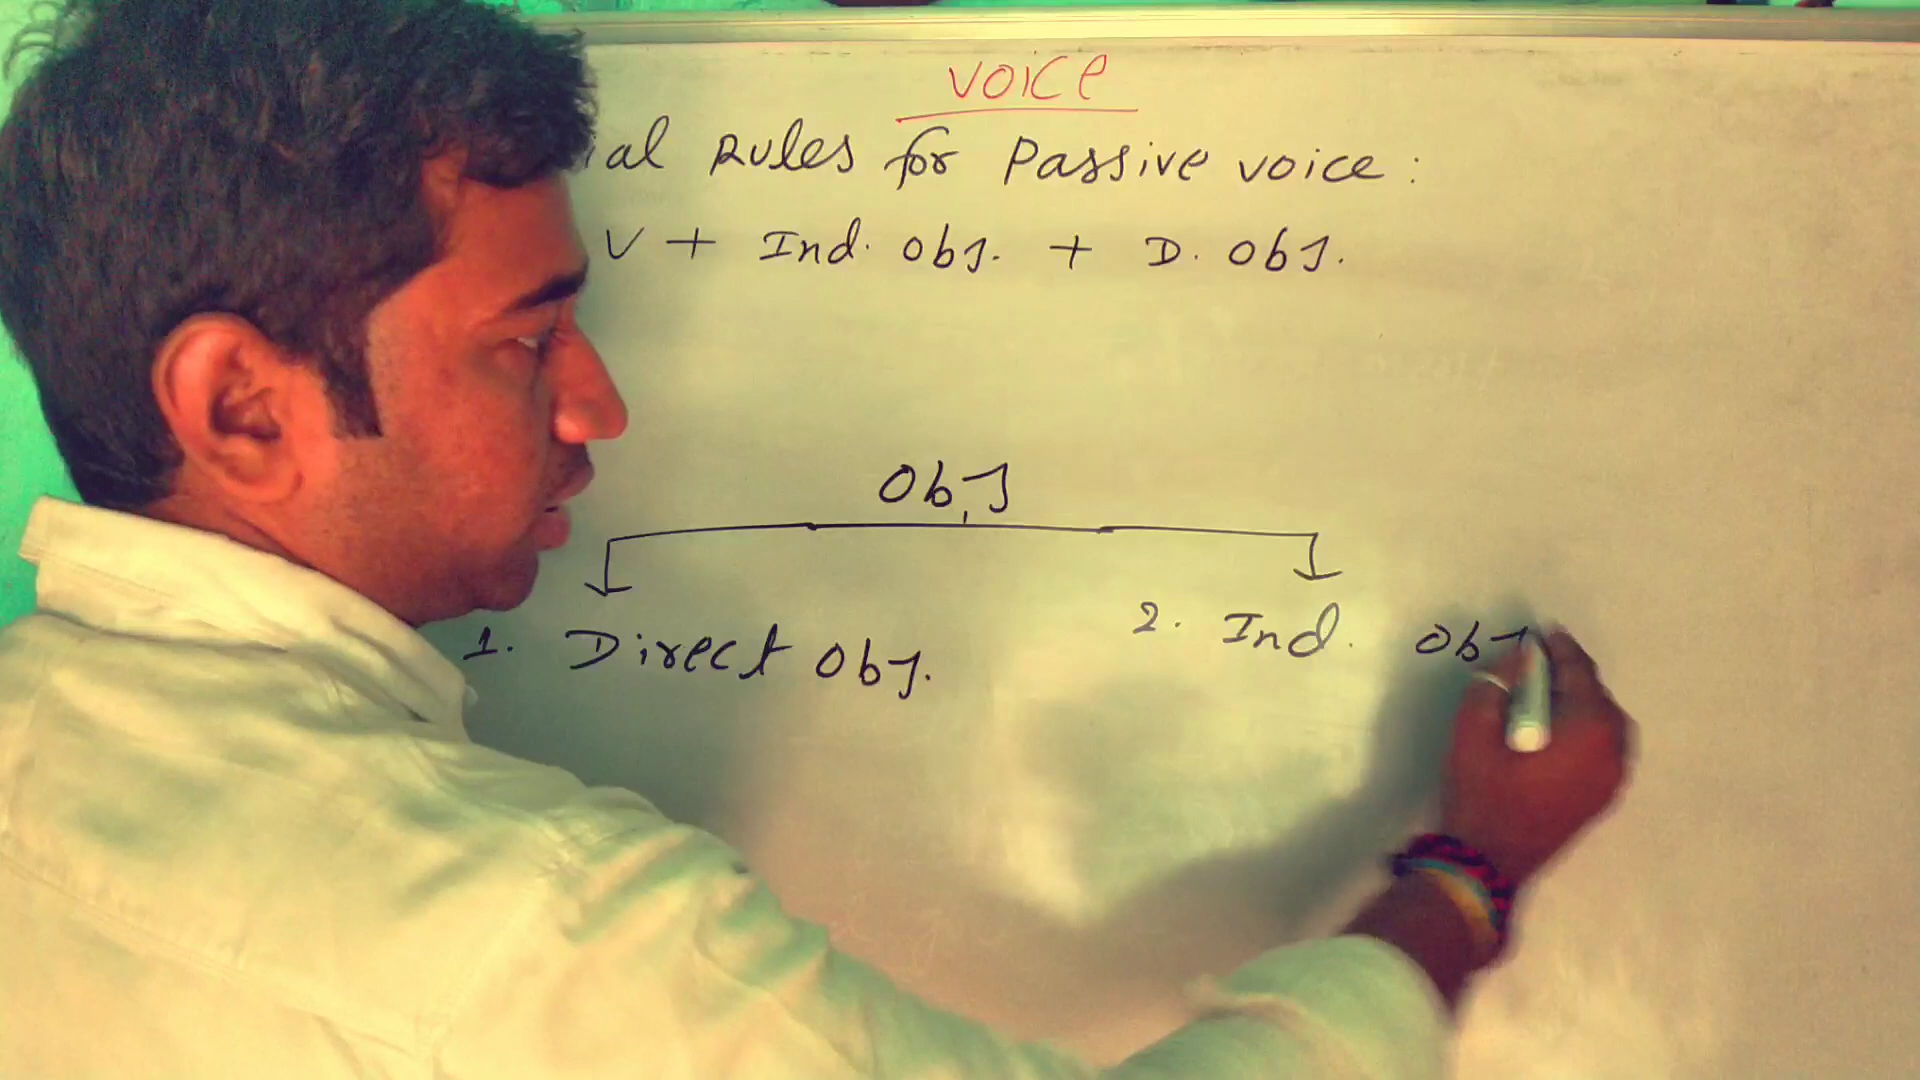 VOICE
ial Rules for Passive voice :
V + Ind. Obj. + D. Obj.
Obj
1. Direct Obj.
2. Ind. Obj